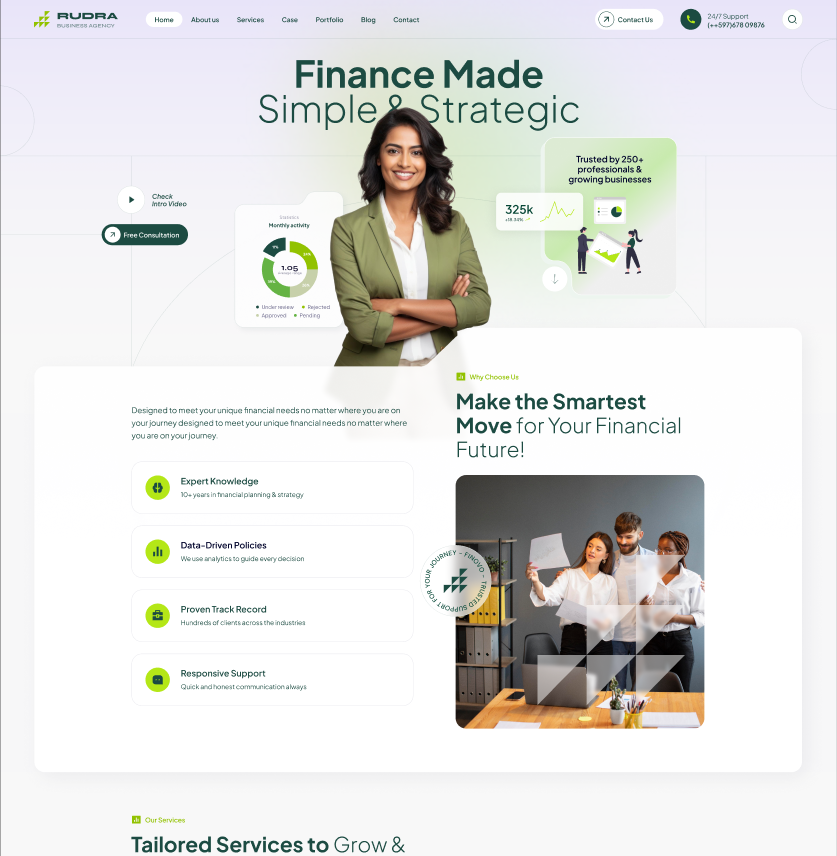 RUDRA
BUSINESS AGENCY
Home
About us
Services
Case
Portfolio
Blog
Contact
Contact Us
24/7 Support
(++597)678 09876
Finance Made
Simple & Strategic
Check
Intro Video
Free Consultation
Statistics
Monthly activity
1.05
Under review
Rejected
Approved
Pending
325k
Trusted by 250+
professionals &
growing businesses
Designed to meet your unique financial needs no matter where you are on
your journey designed to meet your unique financial needs no matter where
you are on your journey.
Expert Knowledge
10+ years in financial planning & strategy
Data-Driven Policies
We use analytics to guide every decision
Proven Track Record
Hundreds of clients across the industries
Responsive Support
Quick and honest communication always
Why Choose Us
Make the Smartest
Move for Your Financial
Future!
FINOVO - TRUSTED SUPPORT FOR YOUR JOURNEY -
Our Services
Tailored Services to Grow &